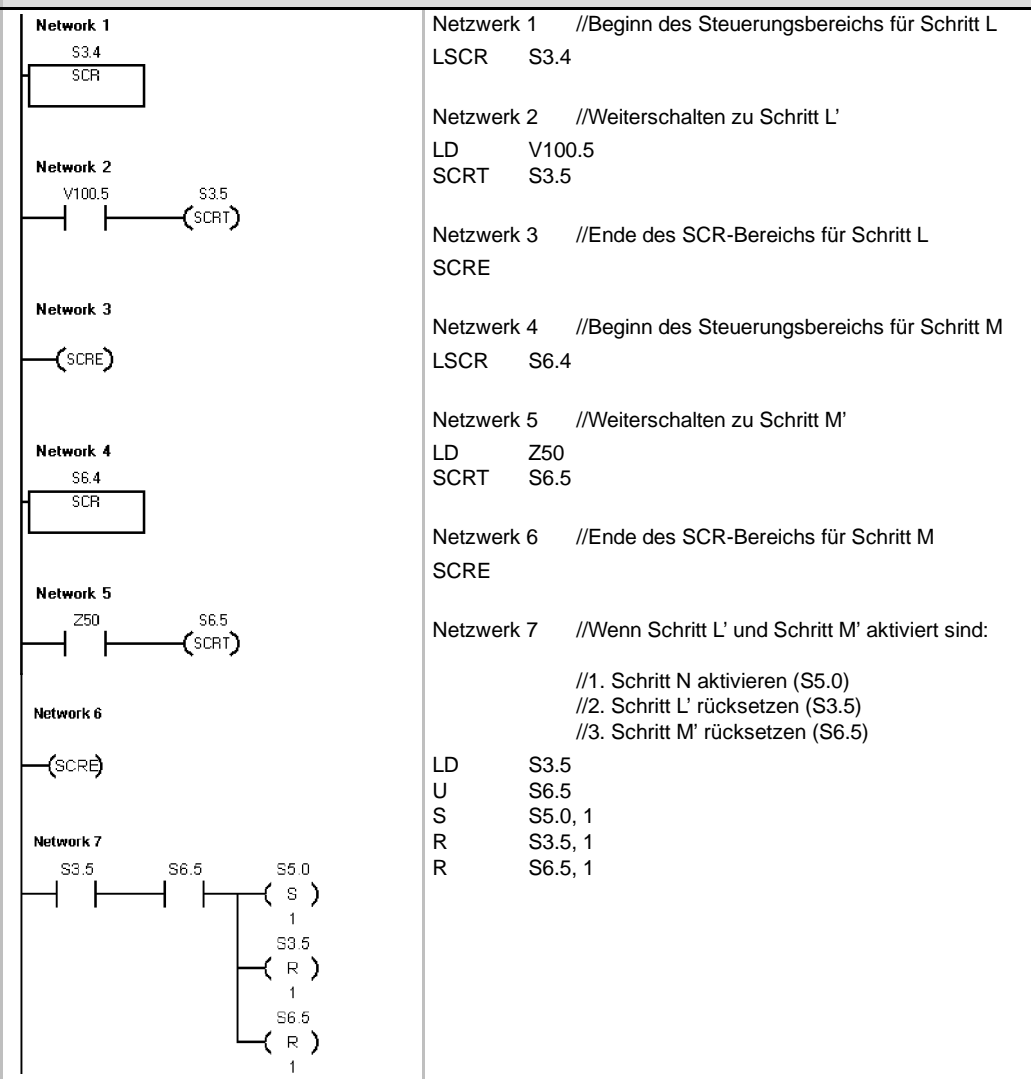 Network 1
S3.4
SCR
Network 2
V100.5 S3.5
SCRT
Network 3
SCRE
Network 4
S6.4
SCR
Network 5
Z50 S6.5
SCRT
Network 6
SCRE
Network 7
S3.5 S6.5 S5.0
S
1
S3.5
R
1
S6.5
R
1
Netzwerk 1 //Beginn des Steuerungsbereichs für Schritt L
LSCR S3.4
Netzwerk 2 //Weiterschalten zu Schritt L’
LD V100.5
SCRT S3.5
Netzwerk 3 //Ende des SCR-Bereichs für Schritt L
SCRE
Netzwerk 4 //Beginn des Steuerungsbereichs für Schritt M
LSCR S6.4
Netzwerk 5 //Weiterschalten zu Schritt M’
LD Z50
SCRT S6.5
Netzwerk 6 //Ende des SCR-Bereichs für Schritt M
SCRE
Netzwerk 7 //Wenn Schritt L’ und Schritt M’ aktiviert sind:
//1. Schritt N aktivieren (S5.0)
//2. Schritt L’ rücksetzen (S3.5)
//3. Schritt M’ rücksetzen (S6.5)
LD S3.5
U S6.5
S S5.0, 1
R S3.5, 1
R S6.5, 1